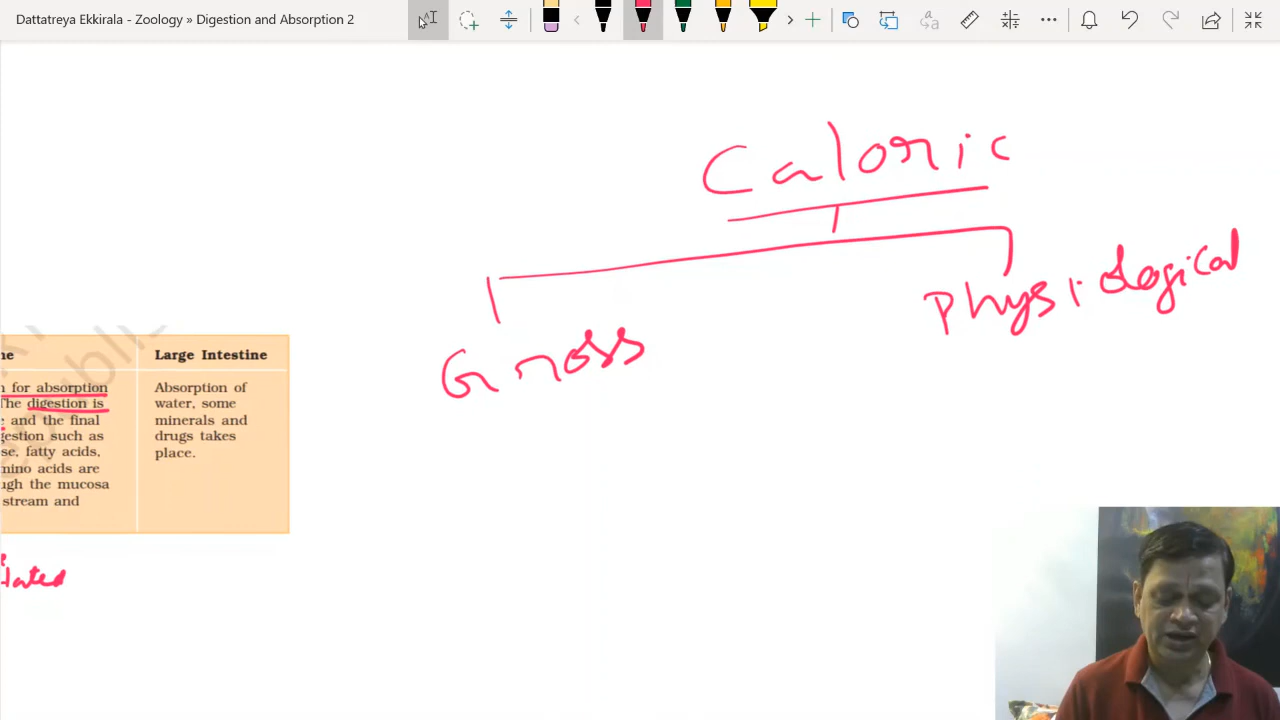 Dattatreya Ekkirala - Zoology » Digestion and Absorption 2
Caloric
Gross
Physiological
ne
Large Intestine
n for absorption
The digestion is
and the final
gestion such as
se, fatty acids,
mino acids are
ugh the mucosa
stream and
Absorption of
water, some
minerals and
drugs takes
place.
lated